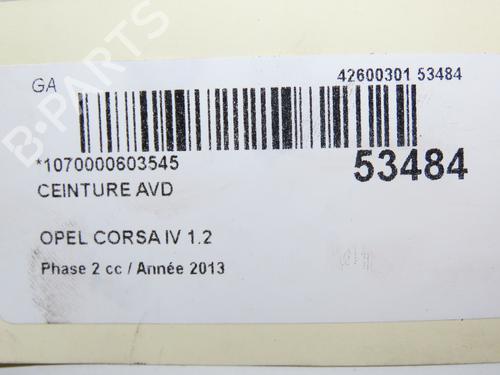 GA
42600301 53484
*1070000603545
53484
CEINTURE AVD
OPEL CORSA IV 1.2
Phase 2 cc / Année 2013
B-PARTS